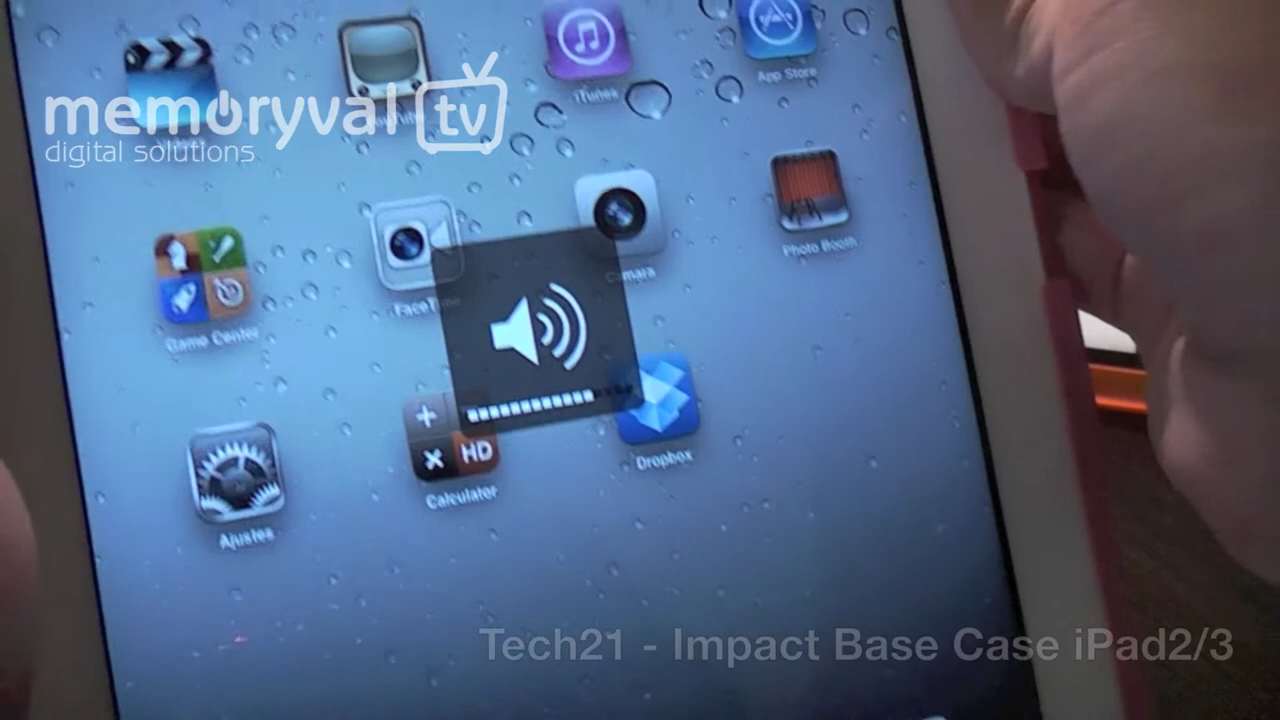 App Store
iTunes
memoryval tv
digital solutions
Photo Booth
Camara
FaceTime
Game Center
HD
Dropbox
Calculator
Ajustes
Tech21 - Impact Base Case iPad2/3